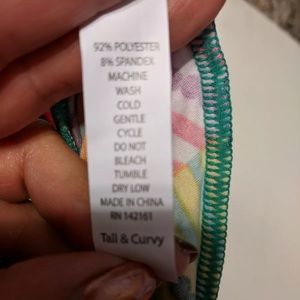 92% POLYESTER
8% SPANDEX
MACHINE
WASH
COLD
GENTLE
CYCLE
DO NOT
BLEACH
TUMBLE
DRY LOW
MADE IN CHINA
RN 142161
Tall & Curvy